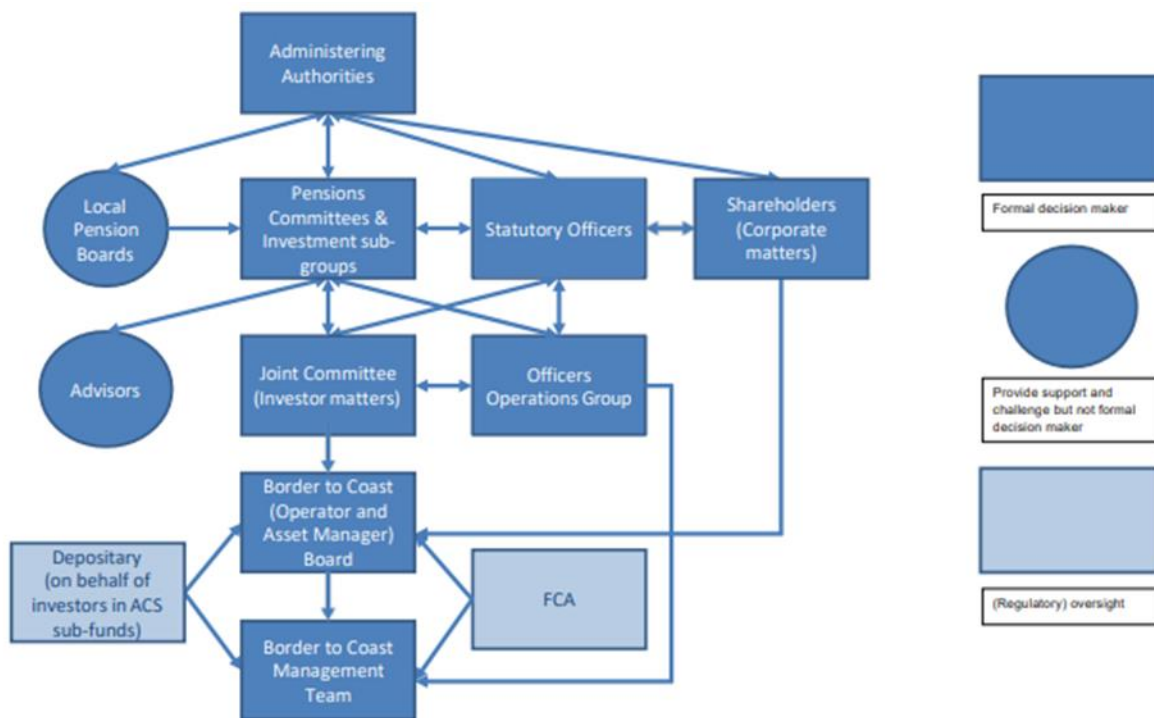 Administering
Authorities
Local
Pension
Boards
Pensions
Committees &
Investment sub-
groups
Statutory Officers
Shareholders
(Corporate
matters)
Formal decision maker
Advisors
Joint Committee
(Investor matters)
Officers
Operations Group
Provide support and
challenge but not formal
decision maker
Border to Coast
(Operator and
Asset Manager)
Board
Depositary
(on behalf of
investors in ACS
sub-funds)
FCA
(Regulatory) oversight
Border to Coast
Management
Team